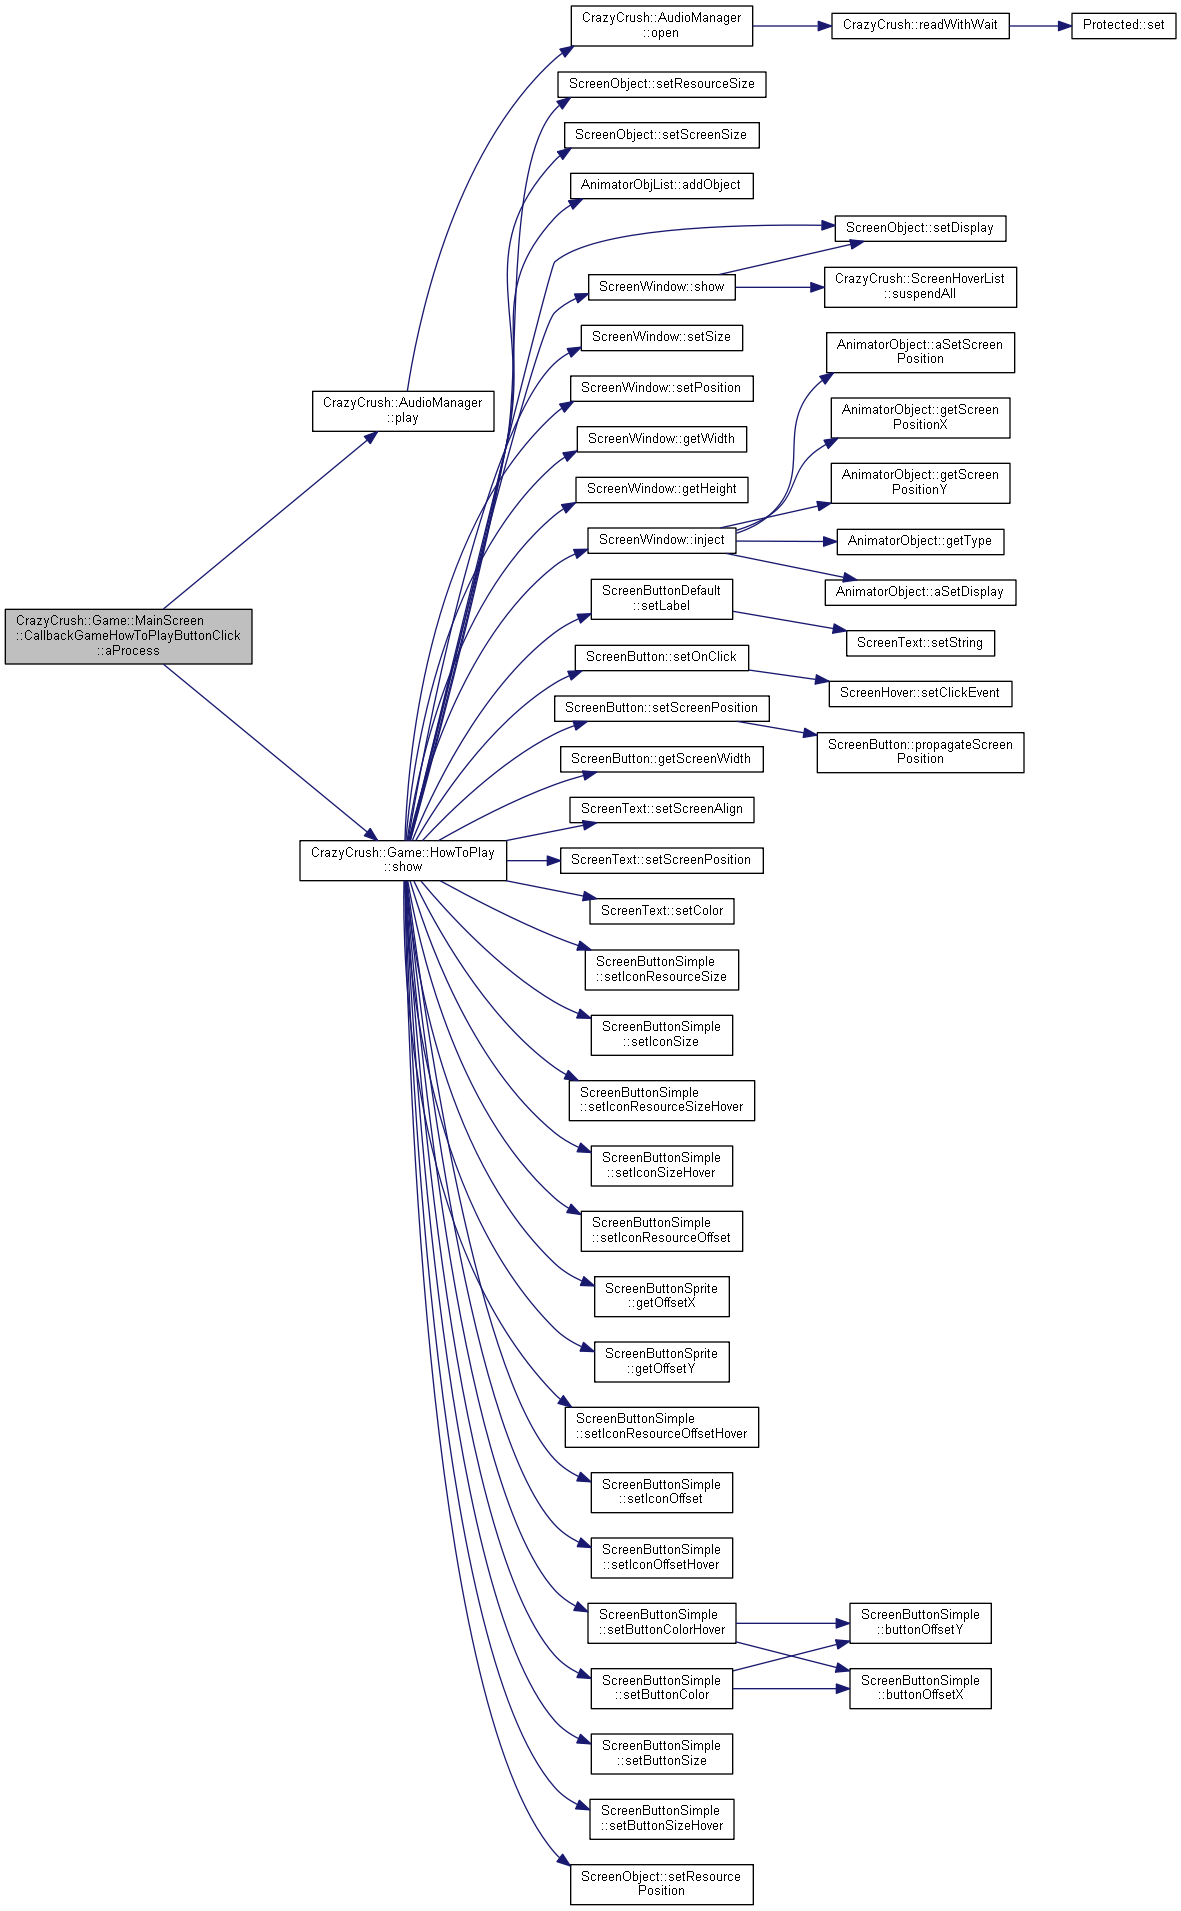 CrazyCrush::Game::MainScreen
::CallbackGameHowToPlayButtonClick
::aProcess
CrazyCrush::AudioManager
::play
CrazyCrush::Game::HowToPlay
::show
CrazyCrush::AudioManager
::open
CrazyCrush::readWithWait
Protected::set
ScreenObject::setResourceSize
ScreenObject::setScreenSize
AnimatorObjList::addObject
ScreenObject::setDisplay
ScreenWindow::show
CrazyCrush::ScreenHoverList
::suspendAll
ScreenWindow::setSize
ScreenWindow::setPosition
ScreenWindow::getWidth
ScreenWindow::getHeight
ScreenWindow::inject
AnimatorObject::aSetScreen
Position
AnimatorObject::getScreen
PositionX
AnimatorObject::getScreen
PositionY
AnimatorObject::getType
AnimatorObject::aSetDisplay
ScreenButtonDefault
::setLabel
ScreenText::setString
ScreenButton::setOnClick
ScreenHover::setClickEvent
ScreenButton::setScreenPosition
ScreenButton::propagateScreen
Position
ScreenButton::getScreenWidth
ScreenText::setScreenAlign
ScreenText::setScreenPosition
ScreenText::setColor
ScreenButtonSimple
::setIconResourceSize
ScreenButtonSimple
::setIconSize
ScreenButtonSimple
::setIconResourceSizeHover
ScreenButtonSimple
::setIconSizeHover
ScreenButtonSimple
::setIconResourceOffset
ScreenButtonSprite
::getOffsetX
ScreenButtonSprite
::getOffsetY
ScreenButtonSimple
::setIconResourceOffsetHover
ScreenButtonSimple
::setIconOffset
ScreenButtonSimple
::setIconOffsetHover
ScreenButtonSimple
::setButtonColorHover
ScreenButtonSimple
::buttonOffsetY
ScreenButtonSimple
::setButtonColor
ScreenButtonSimple
::buttonOffsetX
ScreenButtonSimple
::setButtonSize
ScreenButtonSimple
::setButtonSizeHover
ScreenObject::setResource
Position